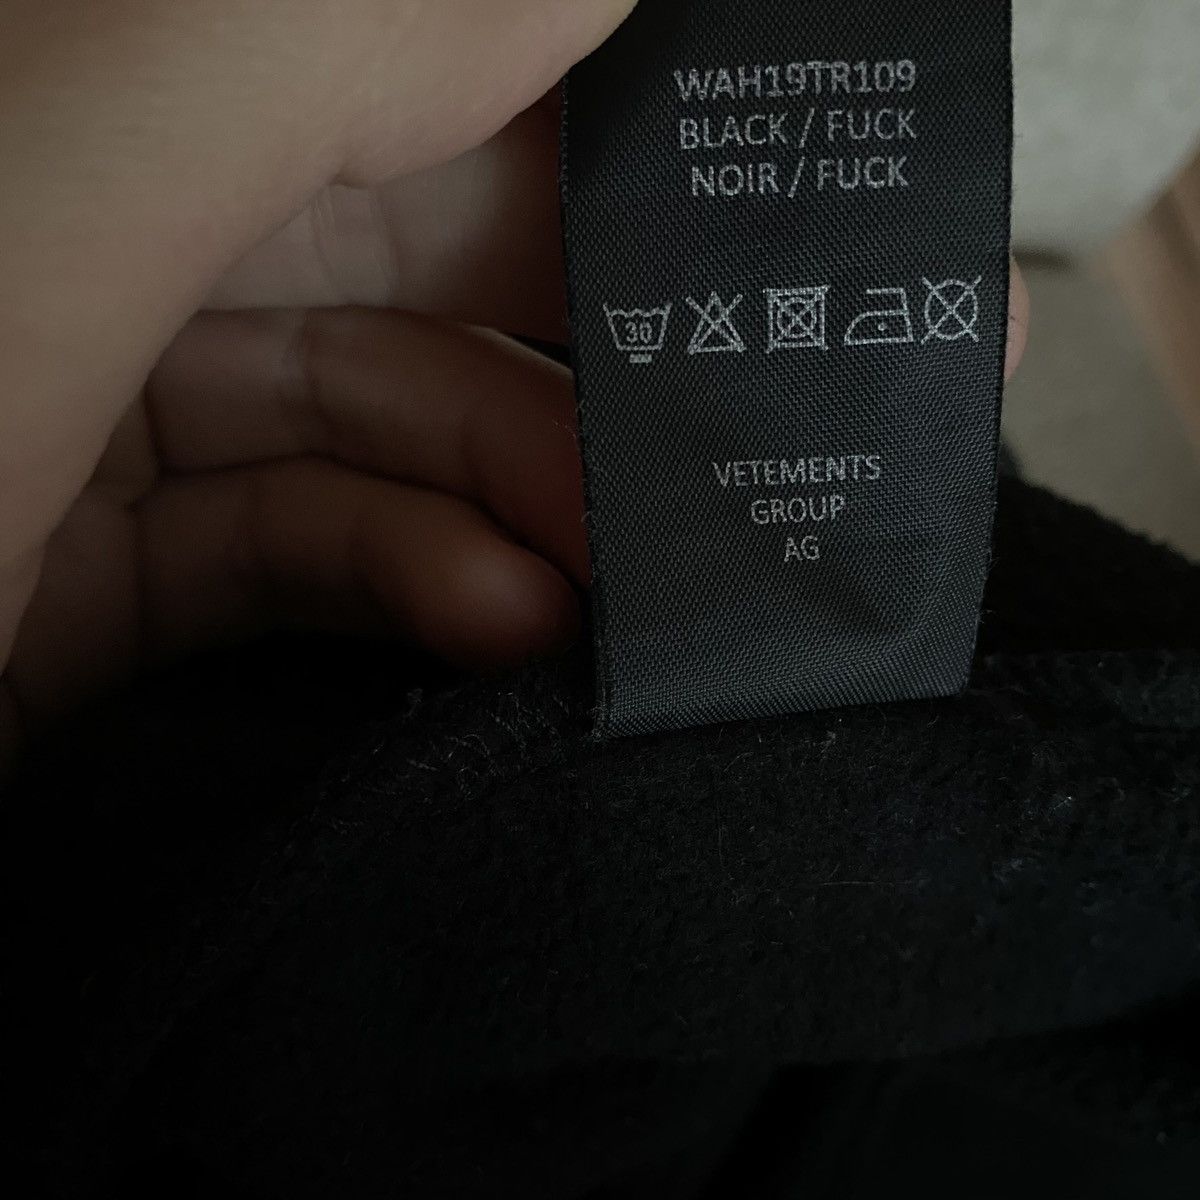 WAH19TR109
BLACK / FUCK
NOIR / FUCK
30
VETEMENTS
GROUP
AG